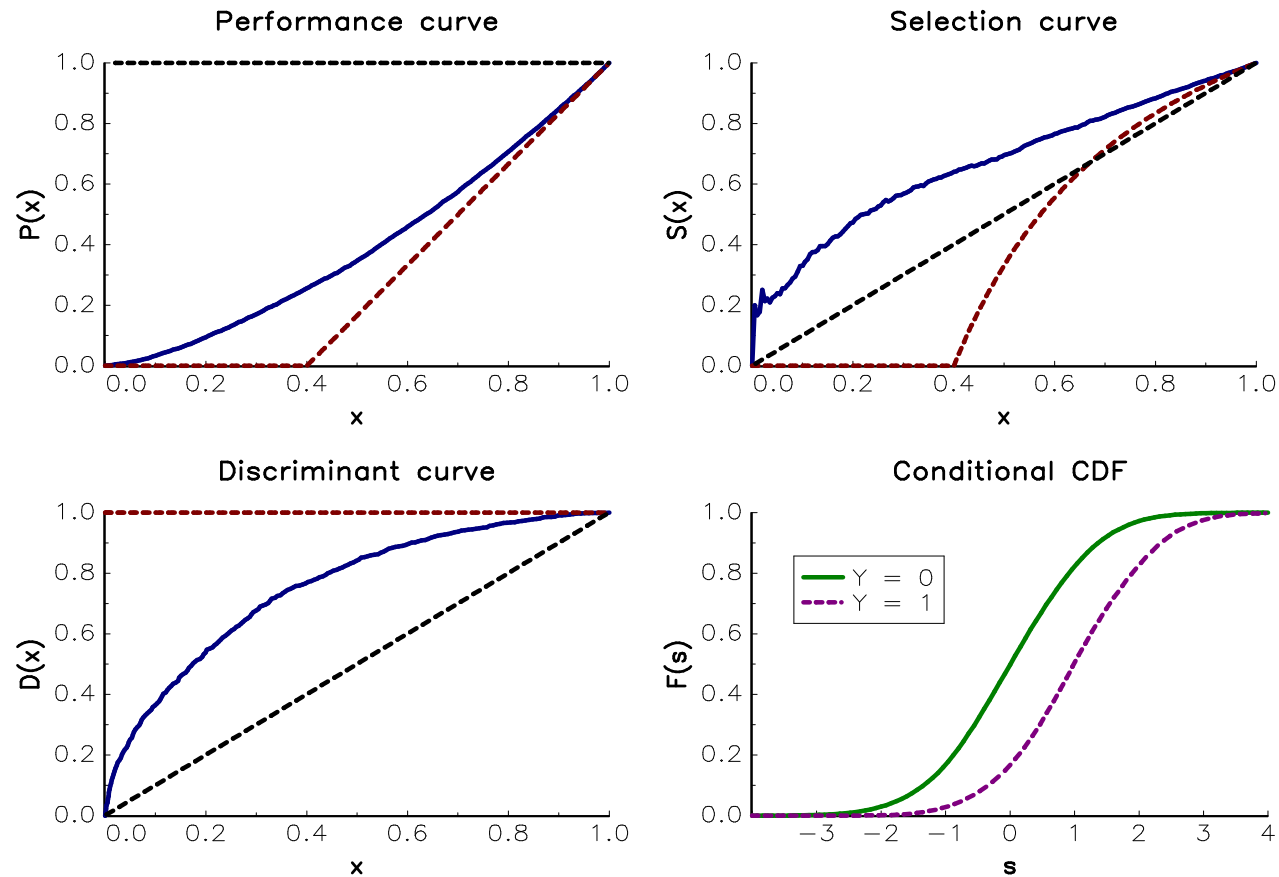 Performance curve
1.0
0.8
0.6
0.4
0.2
0.0
P(x)
0.0 0.2 0.4 0.6 0.8 1.0
x
Selection curve
1.0
0.8
0.6
0.4
0.2
0.0
S(x)
0.0 0.2 0.4 0.6 0.8 1.0
x
Discriminant curve
1.0
0.8
0.6
0.4
0.2
0.0
D(x)
0.0 0.2 0.4 0.6 0.8 1.0
x
Conditional CDF
1.0
0.8
0.6
0.4
0.2
0.0
F(s)
Y = 0
Y = 1
−3 −2 −1 0 1 2 3 4
s